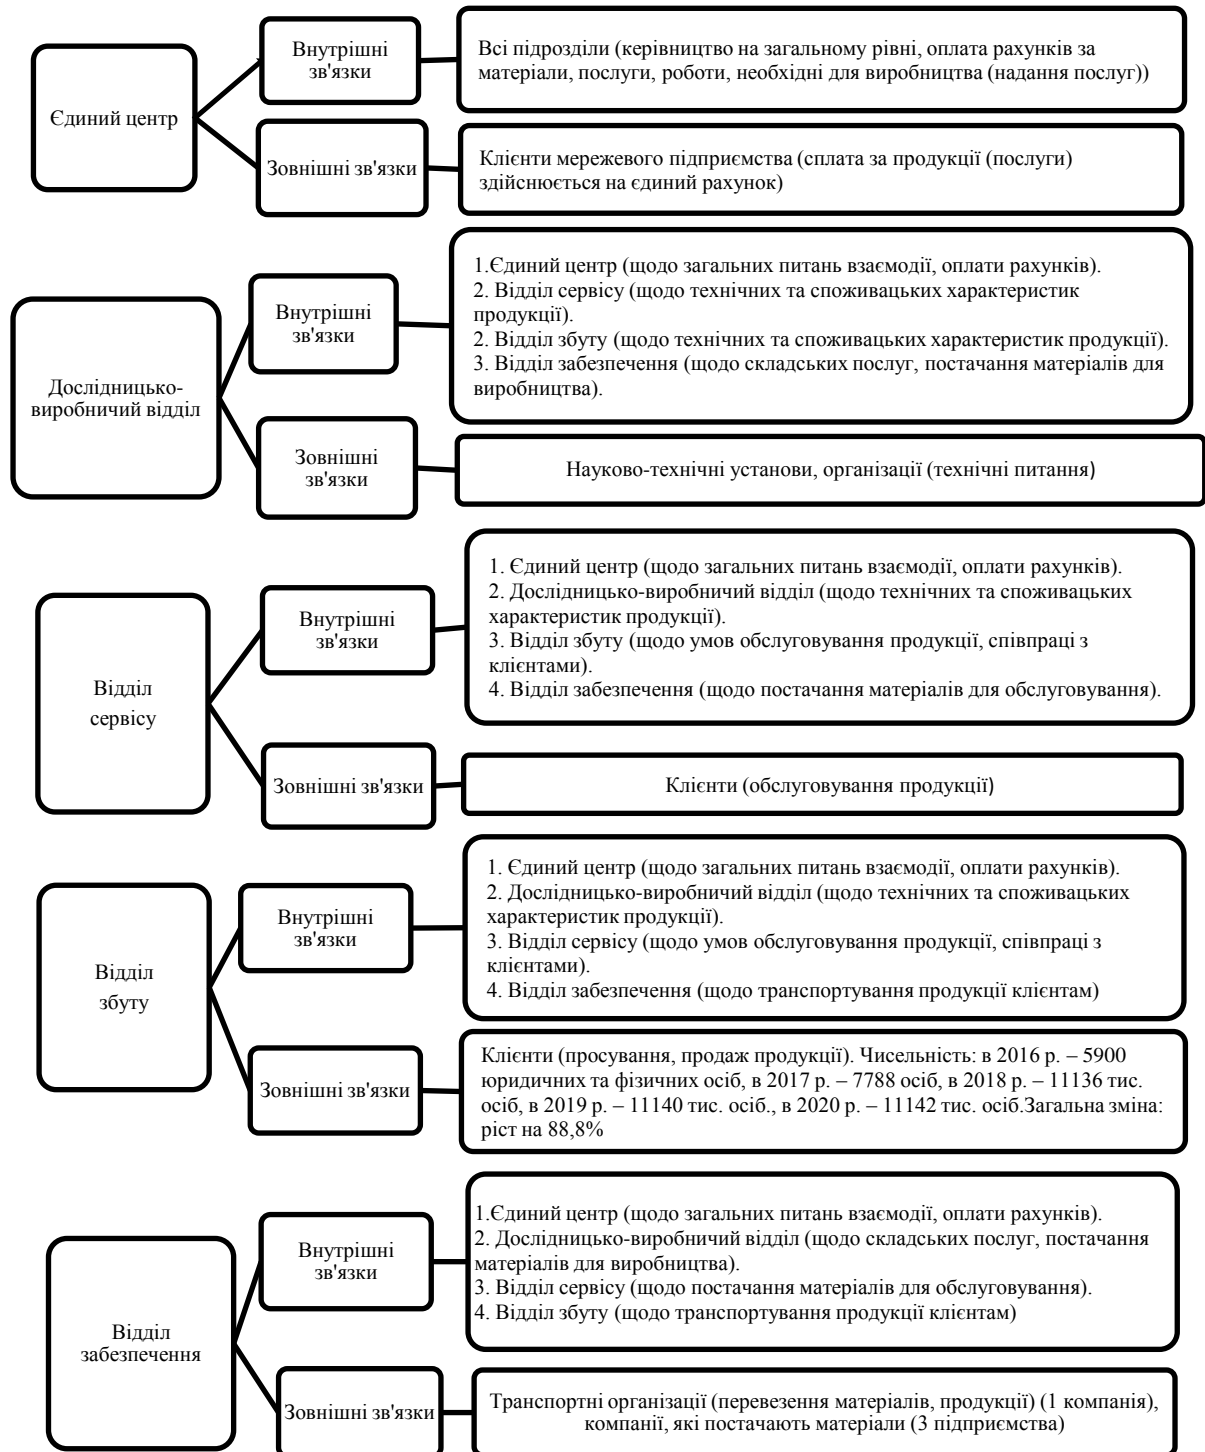 Єдиний центр
Внутрішні
зв'язки
Всі підрозділи (керівництво на загальному рівні, оплата рахунків за
матеріали, послуги, роботи, необхідні для виробництва (надання послуг))
Зовнішні зв'язки
Клієнти мережевого підприємства (сплата за продукції (послуги)
здійснюється на єдиний рахунок)
Дослідницько-
виробничий відділ
Внутрішні
зв'язки
1.Єдиний центр (щодо загальних питань взаємодії, оплати рахунків).
2. Відділ сервісу (щодо технічних та споживацьких характеристик
продукції).
2. Відділ збуту (щодо технічних та споживацьких характеристик продукції).
3. Відділ забезпечення (щодо складських послуг, постачання матеріалів для
виробництва).
Зовнішні
зв'язки
Науково-технічні установи, організації (технічні питання)
Відділ
сервісу
Внутрішні
зв'язки
1. Єдиний центр (щодо загальних питань взаємодії, оплати рахунків).
2. Дослідницько-виробничий відділ (щодо технічних та споживацьких
характеристик продукції).
3. Відділ збуту (щодо умов обслуговування продукції, співпраці з
клієнтами).
4. Відділ забезпечення (щодо постачання матеріалів для обслуговування).
Зовнішні зв'язки
Клієнти (обслуговування продукції)
Відділ
збуту
Внутрішні
зв'язки
1. Єдиний центр (щодо загальних питань взаємодії, оплати рахунків).
2. Дослідницько-виробничий відділ (щодо технічних та споживацьких
характеристик продукції).
3. Відділ сервісу (щодо умов обслуговування продукції, співпраці з
клієнтами).
4. Відділ забезпечення (щодо транспортування продукції клієнтам)
Зовнішні зв'язки
Клієнти (просування, продаж продукції). Чисельність: в 2016 р. – 5900
юридичних та фізичних осіб, в 2017 р. – 7788 осіб, в 2018 р. – 11136 тис.
осіб, в 2019 р. – 11140 тис. осіб., в 2020 р. – 11142 тис. осіб.Загальна зміна:
ріст на 88,8%
Відділ
забезпечення
Внутрішні
зв'язки
1.Єдиний центр (щодо загальних питань взаємодії, оплати рахунків).
2. Дослідницько-виробничий відділ (щодо складських послуг, постачання
матеріалів для виробництва).
3. Відділ сервісу (щодо постачання матеріалів для обслуговування).
4. Відділ збуту (щодо транспортування продукції клієнтам)
Зовнішні зв'язки
Транспортні організації (перевезення матеріалів, продукції) (1 компанія),
компанії, які постачають матеріали (3 підприємства)